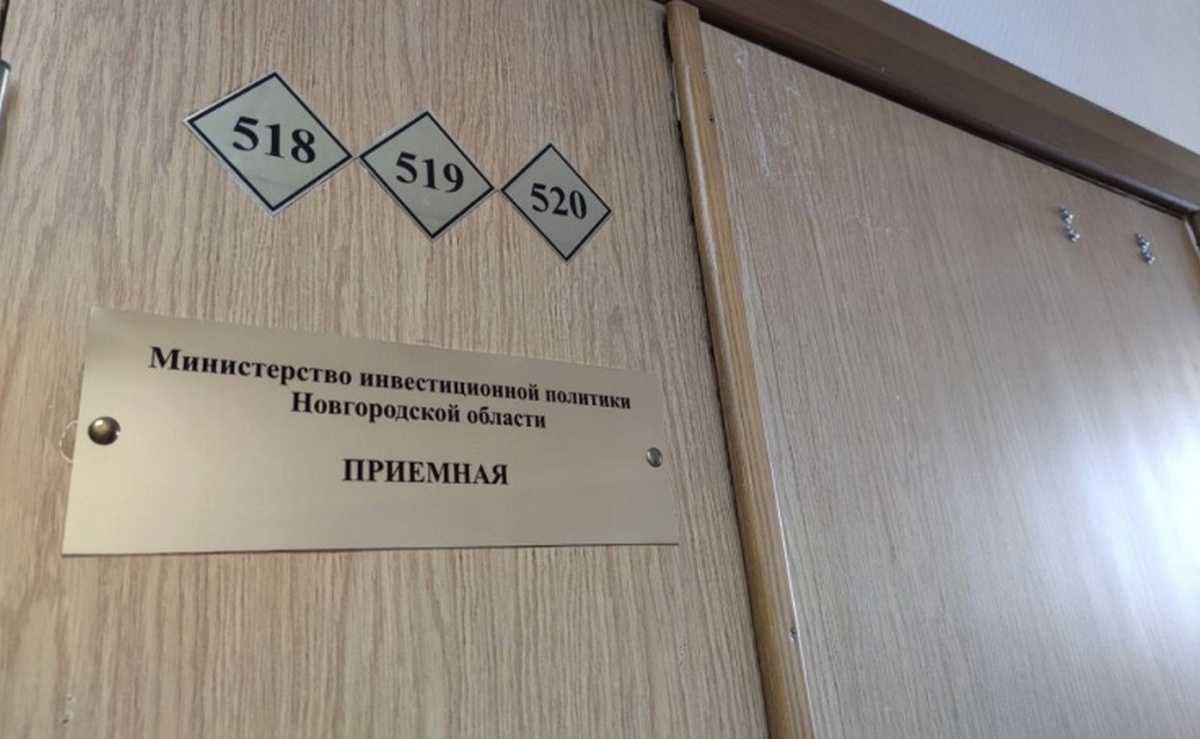 518
519
520
Министерство инвестиционной политики
Новгородской области
ПРИЕМНАЯ